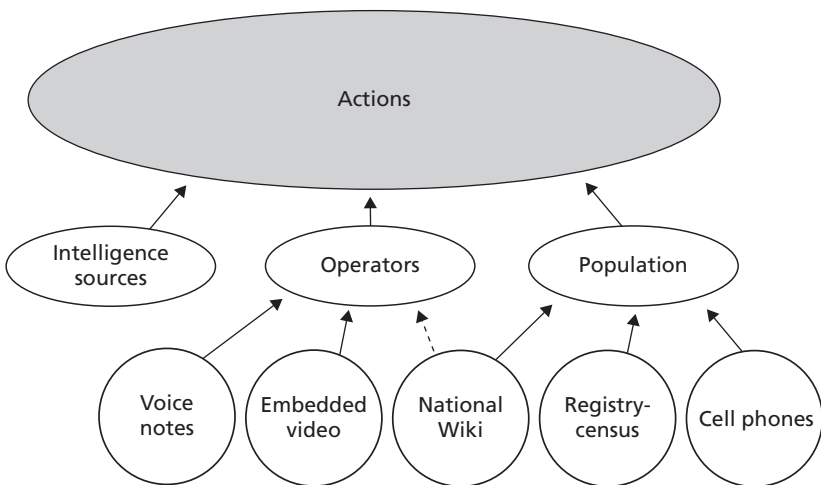 Actions
Intelligence
sources
Operators
Population
Voice
notes
Embedded
video
National
Wiki
Registry-
census
Cell phones